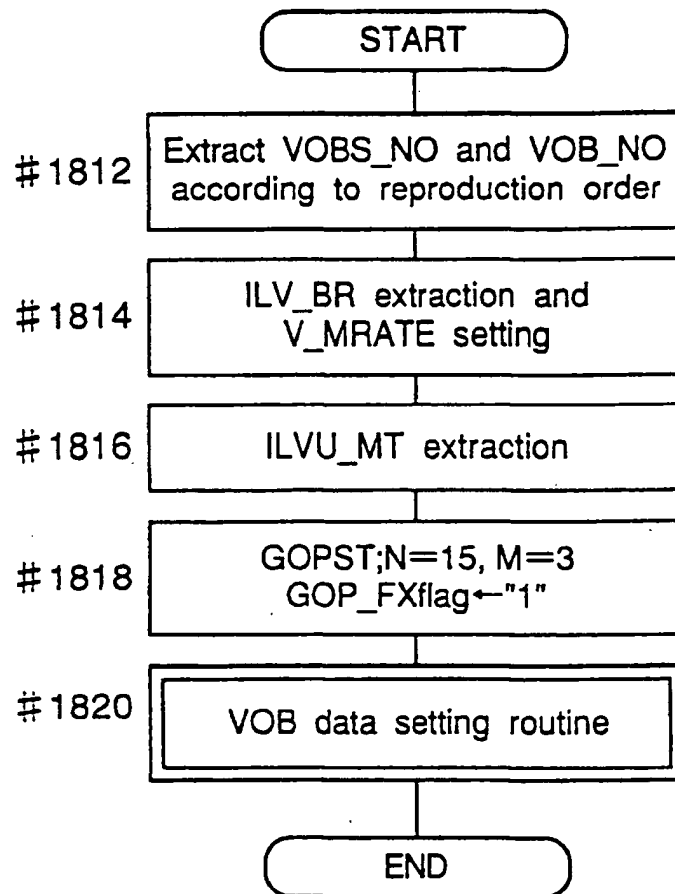 START
#1812
Extract VOBS_NO and VOB_NO
according to reproduction order
#1814
ILV_BR extraction and
V_MRATE setting
#1816
ILVU_MT extraction
#1818
GOPST;N=15, M=3
GOP_FXflag←"1"
#1820
VOB data setting routine
END